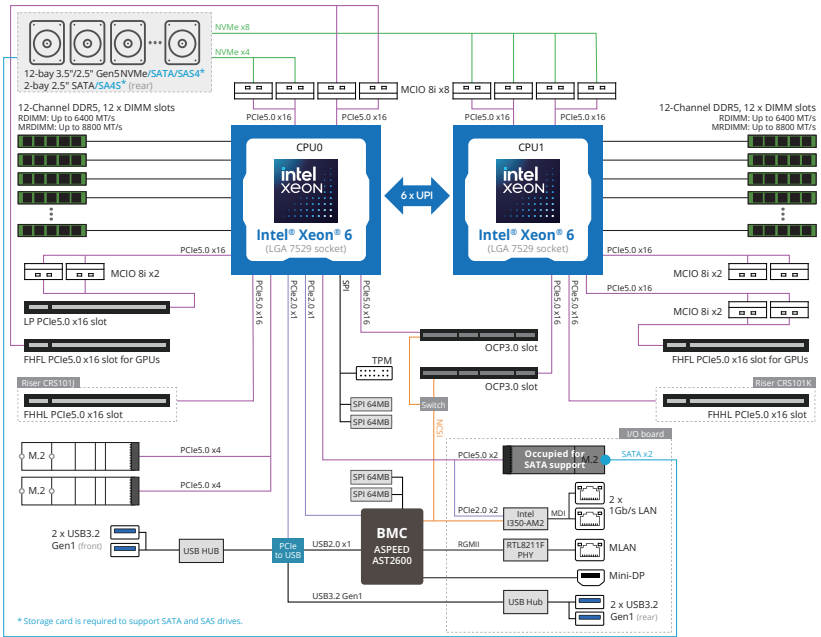 NVMe x8
NVMe x4
12-bay 3.5"/2.5" Gen5NVMe/SATA/SAS4*
2-bay 2.5" SATA/SA4S* (rear)
MCIO 8i x8
PCIe5.0 x16
PCIe5.0 x16
PCIe5.0 x16
PCIe5.0 x16
12-Channel DDR5, 12 x DIMM slots
RDIMM: Up to 6400 MT/s
MRDIMM: Up to 8800 MT/s
12-Channel DDR5, 12 x DIMM slots
RDIMM: Up to 6400 MT/s
MRDIMM: Up to 8800 MT/s
CPU0
intel
xeon
Intel® Xeon® 6
(LGA 7529 socket)
6 x UPI
CPU1
intel
xeon
Intel® Xeon® 6
(LGA 7529 socket)
PCIe5.0 x16
MCIO 8i x2
LP PCIe5.0 x16 slot
FHFL PCIe5.0 x16 slot for GPUs
Riser CRS101J
FHHL PCIe5.0 x16 slot
PCIe5.0 x16
MCIO 8i x2
PCIe5.0 x16
MCIO 8i x2
FHFL PCIe5.0 x16 slot for GPUs
Riser CRS101K
FHHL PCIe5.0 x16 slot
PCIe5.0 x16
PCIe2.0 x1
PCIe2.0 x1
SPI
PCIe5.0 x16
PCIe5.0 x16
PCIe5.0 x16
OCP3.0 slot
OCP3.0 slot
TPM
SPI 64MB
SPI 64MB
Switch
NCSI
I/O board
M.2
PCIe5.0 x4
M.2
PCIe5.0 x4
PCIe5.0 x2
Occupied for
SATA support
M.2
SATA x2
SPI 64MB
SPI 64MB
PCIe2.0 x2
Intel
I350-AM2
MDI
2 x
1Gb/s LAN
BMC
ASPEED
AST2600
RGMII
RTL8211F
PHY
MLAN
Mini-DP
2 x USB3.2
Gen1 (front)
USB HUB
PCIe
to USB
USB2.0 x1
USB3.2 Gen1
USB Hub
2 x USB3.2
Gen1 (rear)
* Storage card is required to support SATA and SAS drives.